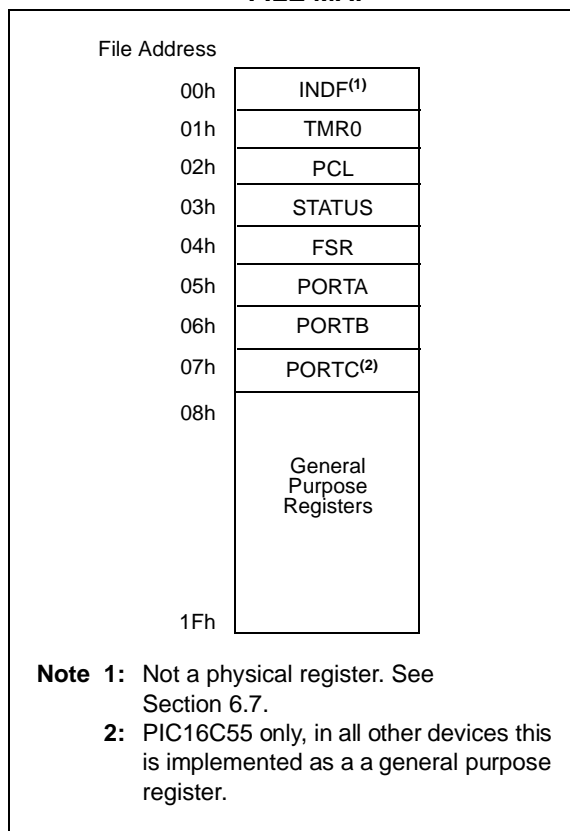 File Address
00h INDF(1)
01h TMR0
02h PCL
03h STATUS
04h FSR
05h PORTA
06h PORTB
07h PORTC(2)
08h
General
Purpose
Registers
1Fh
Note 1: Not a physical register. See
Section 6.7.
2: PIC16C55 only, in all other devices this
is implemented as a a general purpose
register.